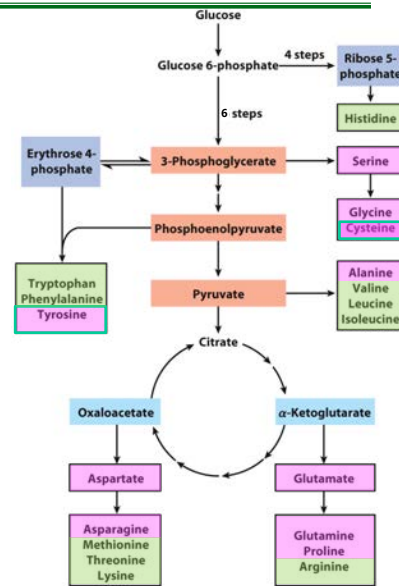 Glucose
Glucose 6-phosphate
4 steps
Ribose 5-
phosphate
Histidine
6 steps
Erythrose 4-
phosphate
3-Phosphoglycerate
Serine
Glycine
Cysteine
Phosphoenolpyruvate
Tryptophan
Phenylalanine
Tyrosine
Pyruvate
Alanine
Valine
Leucine
Isoleucine
Citrate
Oxaloacetate
α-Ketoglutarate
Aspartate
Glutamate
Asparagine
Methionine
Threonine
Lysine
Glutamine
Proline
Arginine